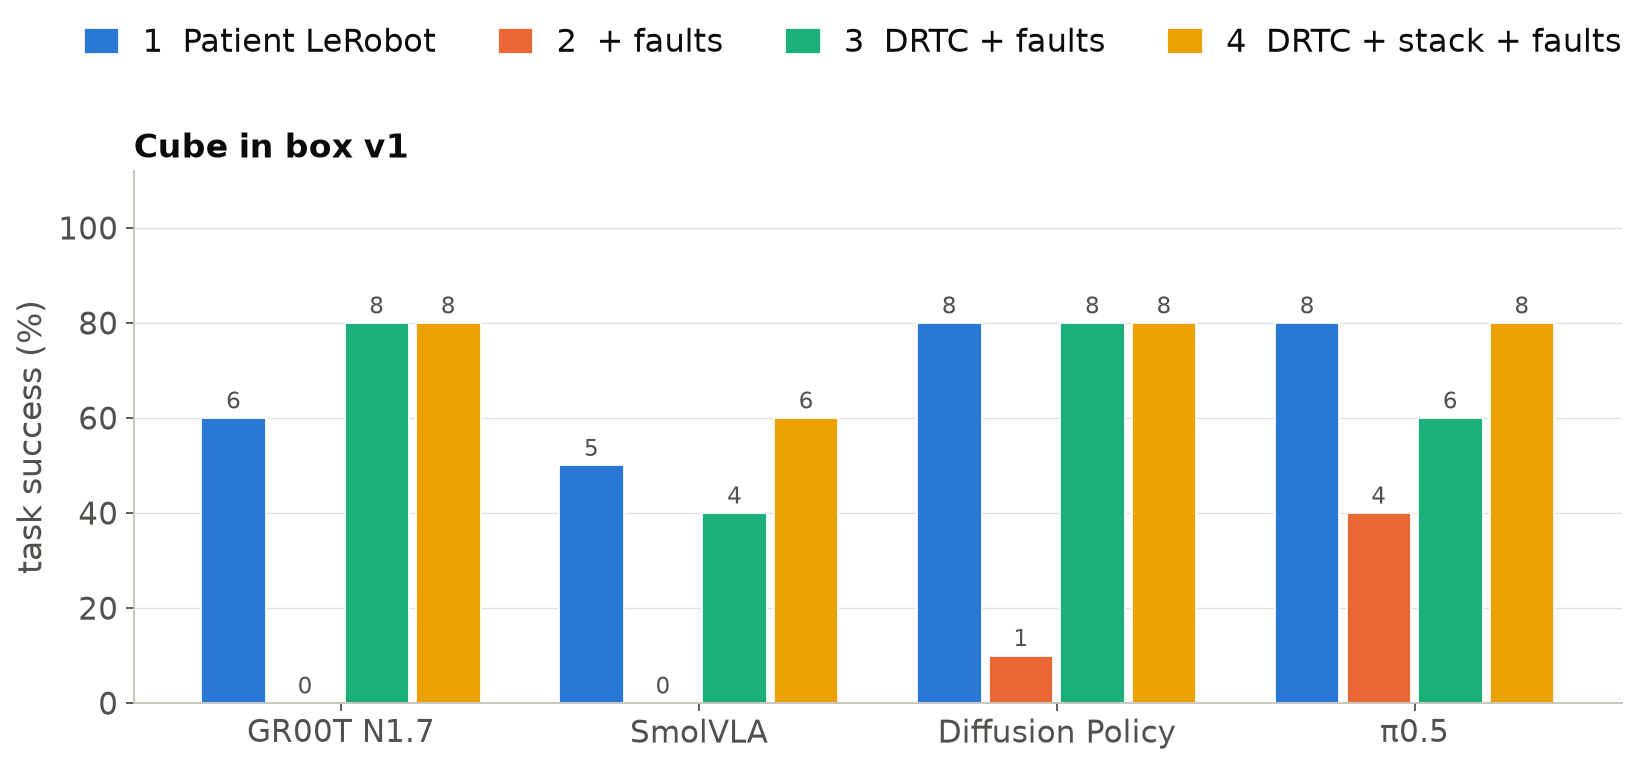 1 Patient LeRobot 2 + faults 3 DRTC + faults 4 DRTC + stack + faults
Cube in box v1
task success (%)
100
80
60
40
20
0
6 0 8 8
5 0 4 6
8 1 8 8
8 4 6 8
GR00T N1.7 SmolVLA Diffusion Policy π0.5